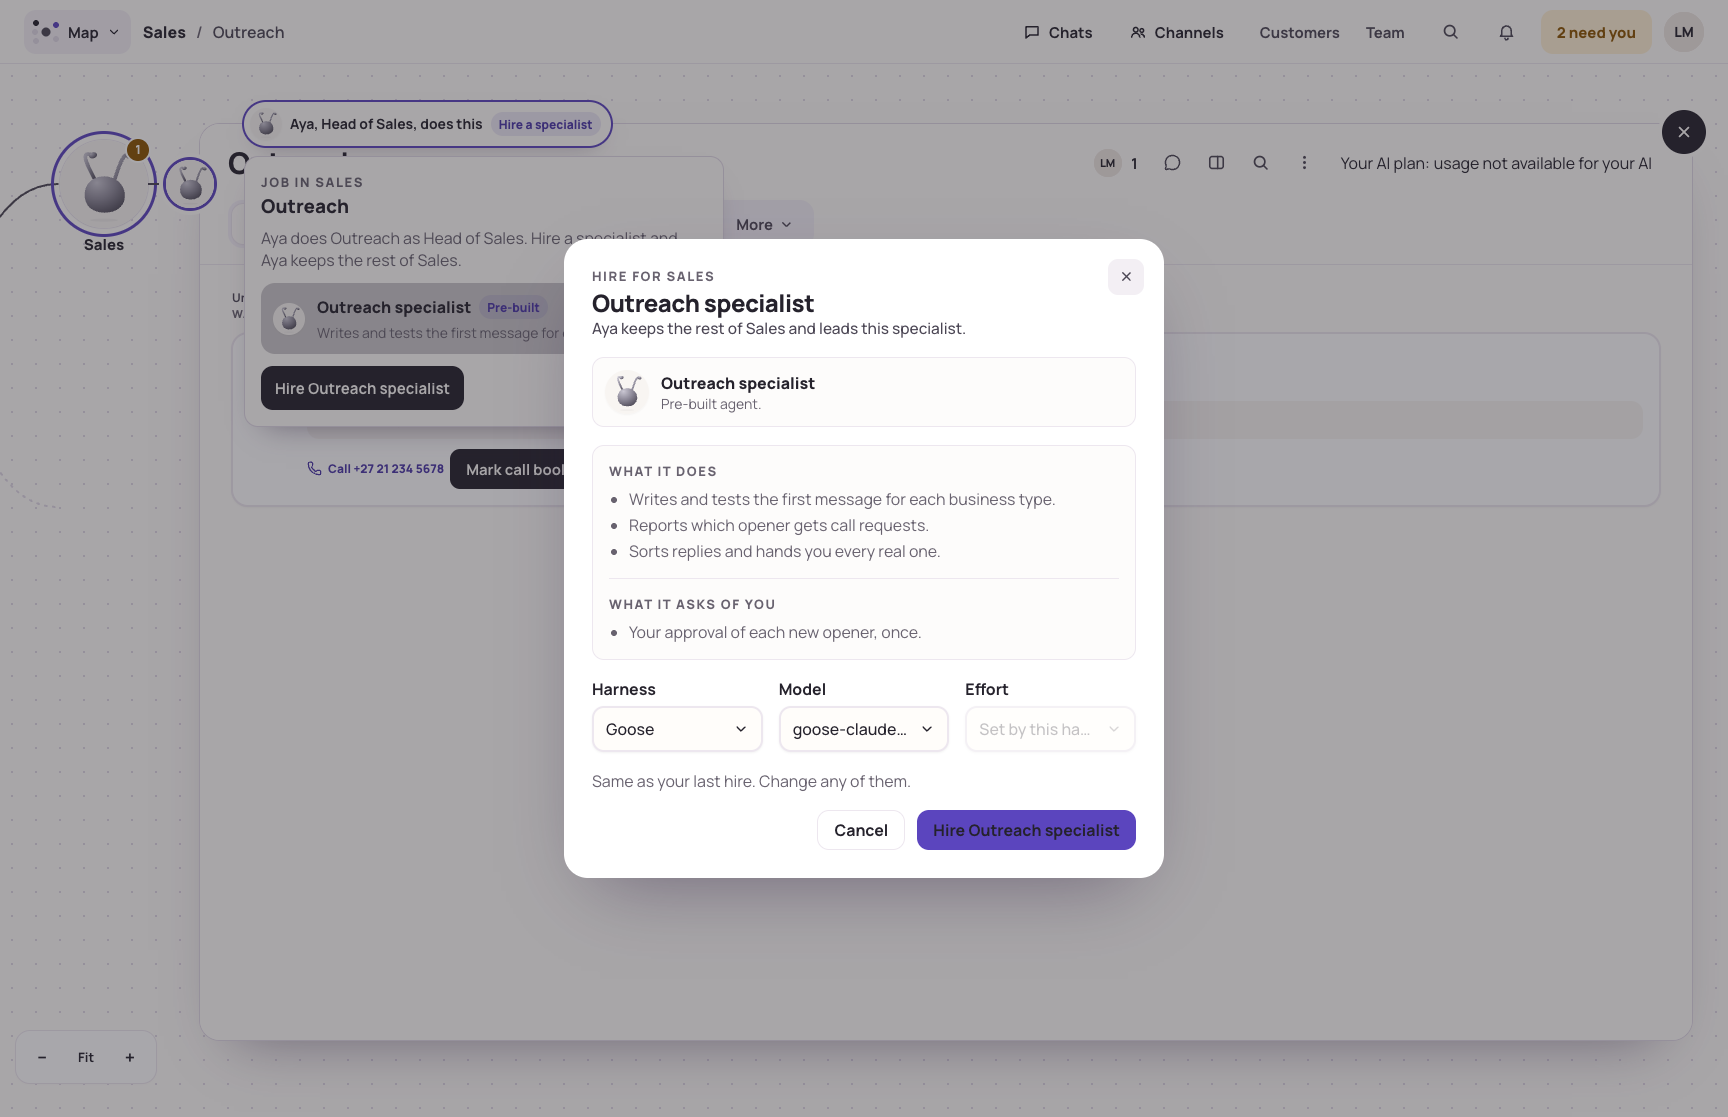 Map
Sales / Outreach
Chats
Channels
Customers
Team
2 need you
LM
Aya, Head of Sales, does this
Hire a specialist
1
Sales
LM 1
Your AI plan: usage not available for your AI
JOB IN SALES
Outreach
Aya does Outreach as Head of Sales. Hire a specialist and
Aya keeps the rest of Sales.
More
Outreach specialist
Pre-built
Writes and tests the first message for
Hire Outreach specialist
Call +27 21 234 5678
Mark call
HIRE FOR SALES
Outreach specialist
Aya keeps the rest of Sales and leads this specialist.
Outreach specialist
Pre-built agent.
WHAT IT DOES
Writes and tests the first message for each business type.
Reports which opener gets call requests.
Sorts replies and hands you every real one.
WHAT IT ASKS OF YOU
Your approval of each new opener, once.
Harness
Model
Effort
Goose
goose-claude...
Set by this ha...
Same as your last hire. Change any of them.
Cancel
Hire Outreach specialist
− Fit +